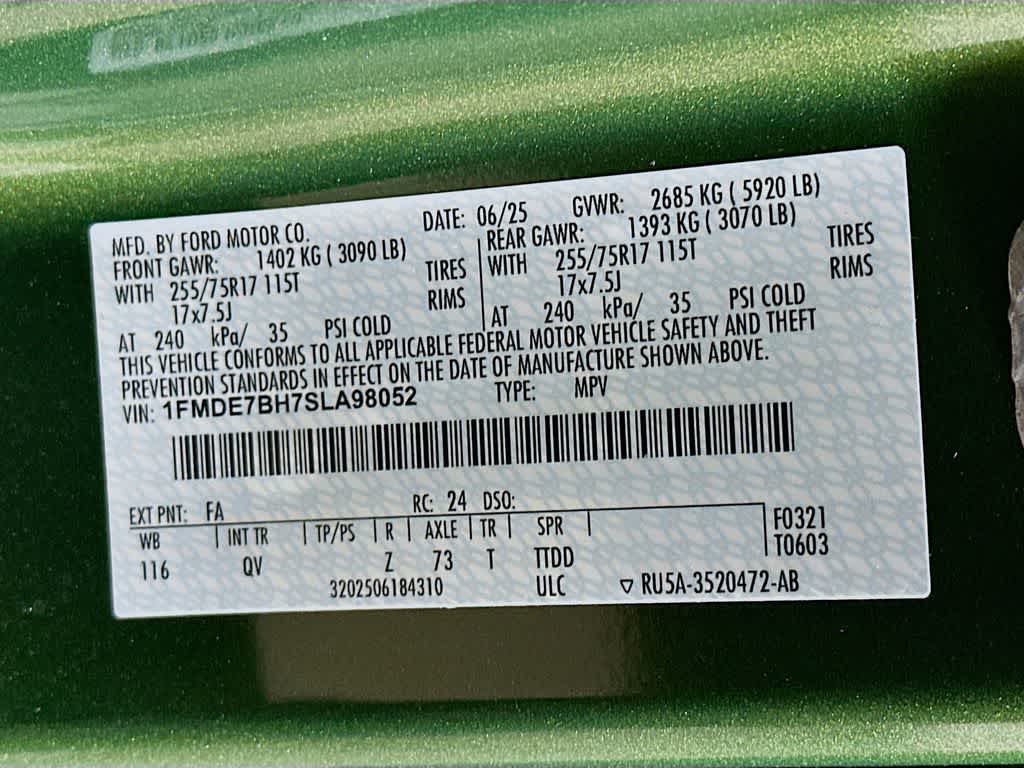 MFD. BY FORD MOTOR CO. DATE: 06/25 GVWR: 2685 KG ( 5920 LB)
FRONT GAWR: 1402 KG ( 3090 LB) REAR GAWR: 1393 KG ( 3070 LB)
WITH 255/75R17 115T TIRES WITH 255/75R17 115T TIRES
17x7.5J RIMS 17x7.5J RIMS
AT 240 kPa/ 35 PSI COLD AT 240 kPa/ 35 PSI COLD
THIS VEHICLE CONFORMS TO ALL APPLICABLE FEDERAL MOTOR VEHICLE SAFETY AND THEFT
PREVENTION STANDARDS IN EFFECT ON THE DATE OF MANUFACTURE SHOWN ABOVE.
VIN: 1FMDE7BH7SLA98052 TYPE: MPV
EXT PNT: FA RC: 24 DSO:
WB INT TR TP/PS R AXLE TR SPR F0321
116 QV Z 73 T TTDD T0603
3202506184310 ULC ▽ RU5A-3520472-AB